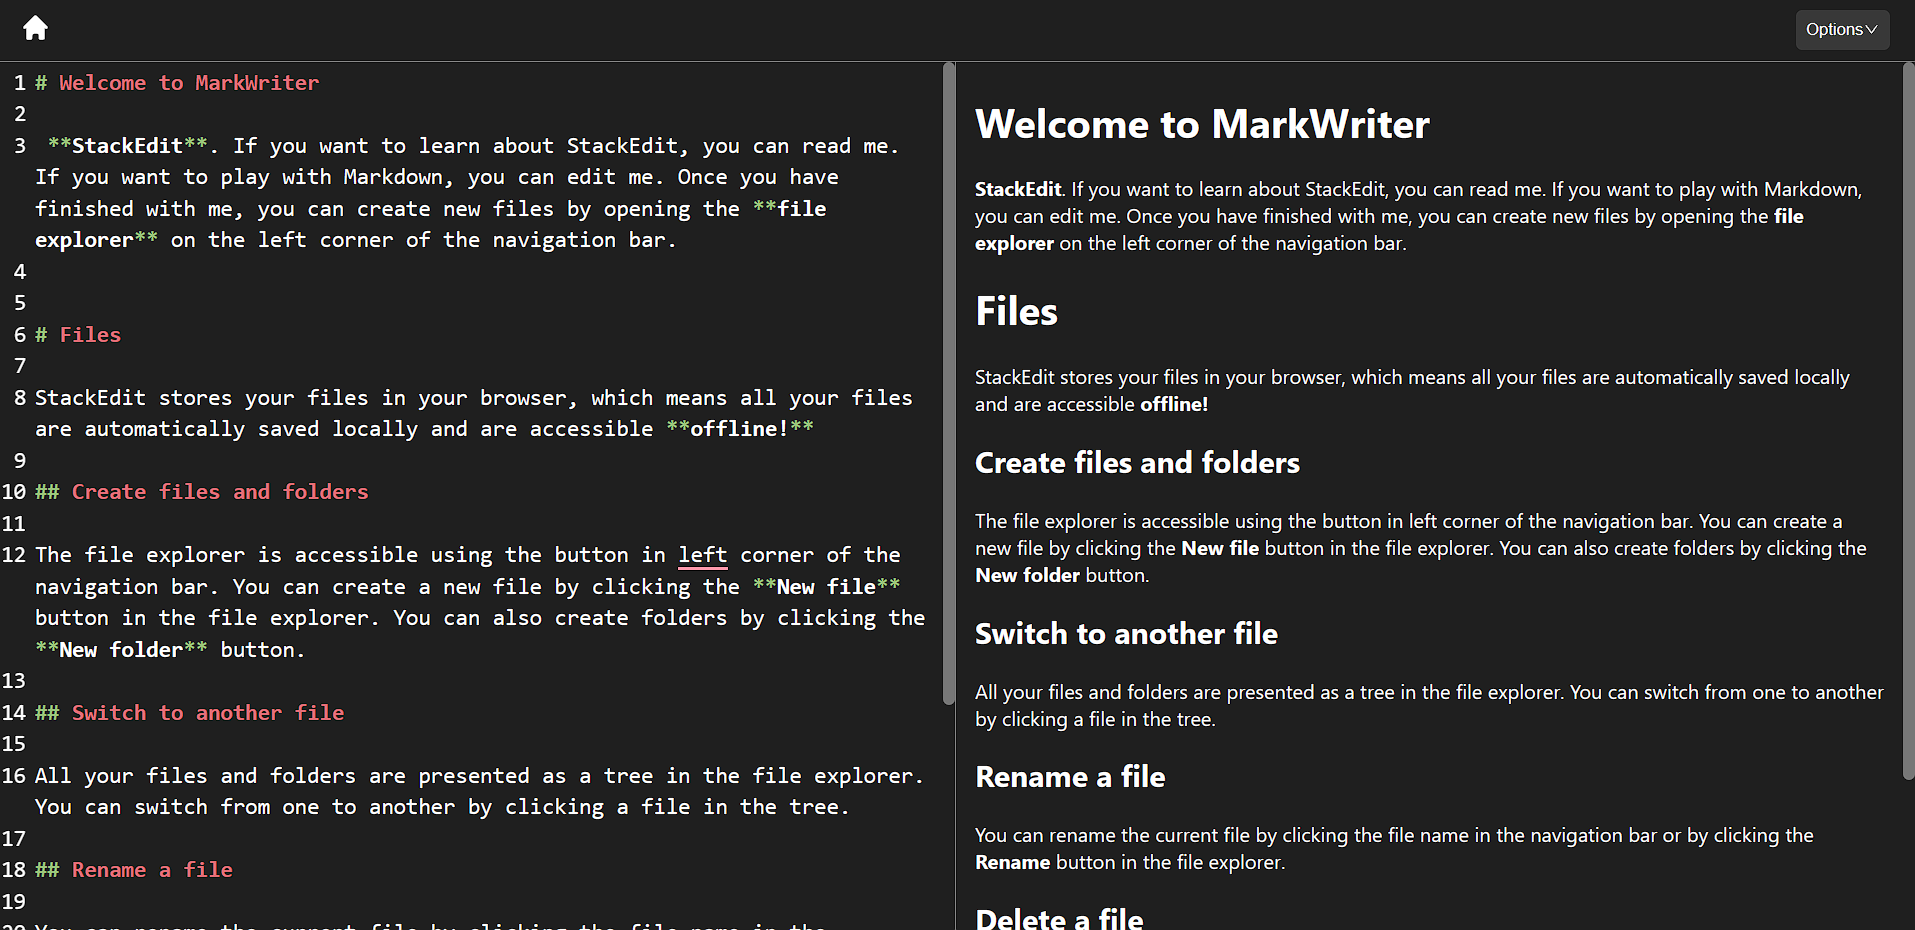 Options
1 # Welcome to MarkWriter
2
3 **StackEdit**. If you want to learn about StackEdit, you can read me.
If you want to play with Markdown, you can edit me. Once you have
finished with me, you can create new files by opening the **file
explorer** on the left corner of the navigation bar.
4
5
6 # Files
7
8 StackEdit stores your files in your browser, which means all your files
are automatically saved locally and are accessible **offline!**
9
10 ## Create files and folders
11
12 The file explorer is accessible using the button in left corner of the
navigation bar. You can create a new file by clicking the **New file**
button in the file explorer. You can also create folders by clicking the
**New folder** button.
13
14 ## Switch to another file
15
16 All your files and folders are presented as a tree in the file explorer.
You can switch from one to another by clicking a file in the tree.
17
18 ## Rename a file
19
20 You can rename the current file by clicking the file name in the
Welcome to MarkWriter
StackEdit. If you want to learn about StackEdit, you can read me. If you want to play with Markdown,
you can edit me. Once you have finished with me, you can create new files by opening the file
explorer on the left corner of the navigation bar.
Files
StackEdit stores your files in your browser, which means all your files are automatically saved locally
and are accessible offline!
Create files and folders
The file explorer is accessible using the button in left corner of the navigation bar. You can create a
new file by clicking the New file button in the file explorer. You can also create folders by clicking the
New folder button.
Switch to another file
All your files and folders are presented as a tree in the file explorer. You can switch from one to another
by clicking a file in the tree.
Rename a file
You can rename the current file by clicking the file name in the navigation bar or by clicking the
Rename button in the file explorer.
Delete a file